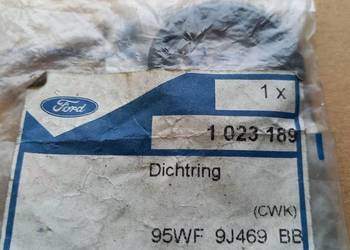 Ford
1 x
1 023 189
Dichtring
(CWK)
95WF 9J469 BB